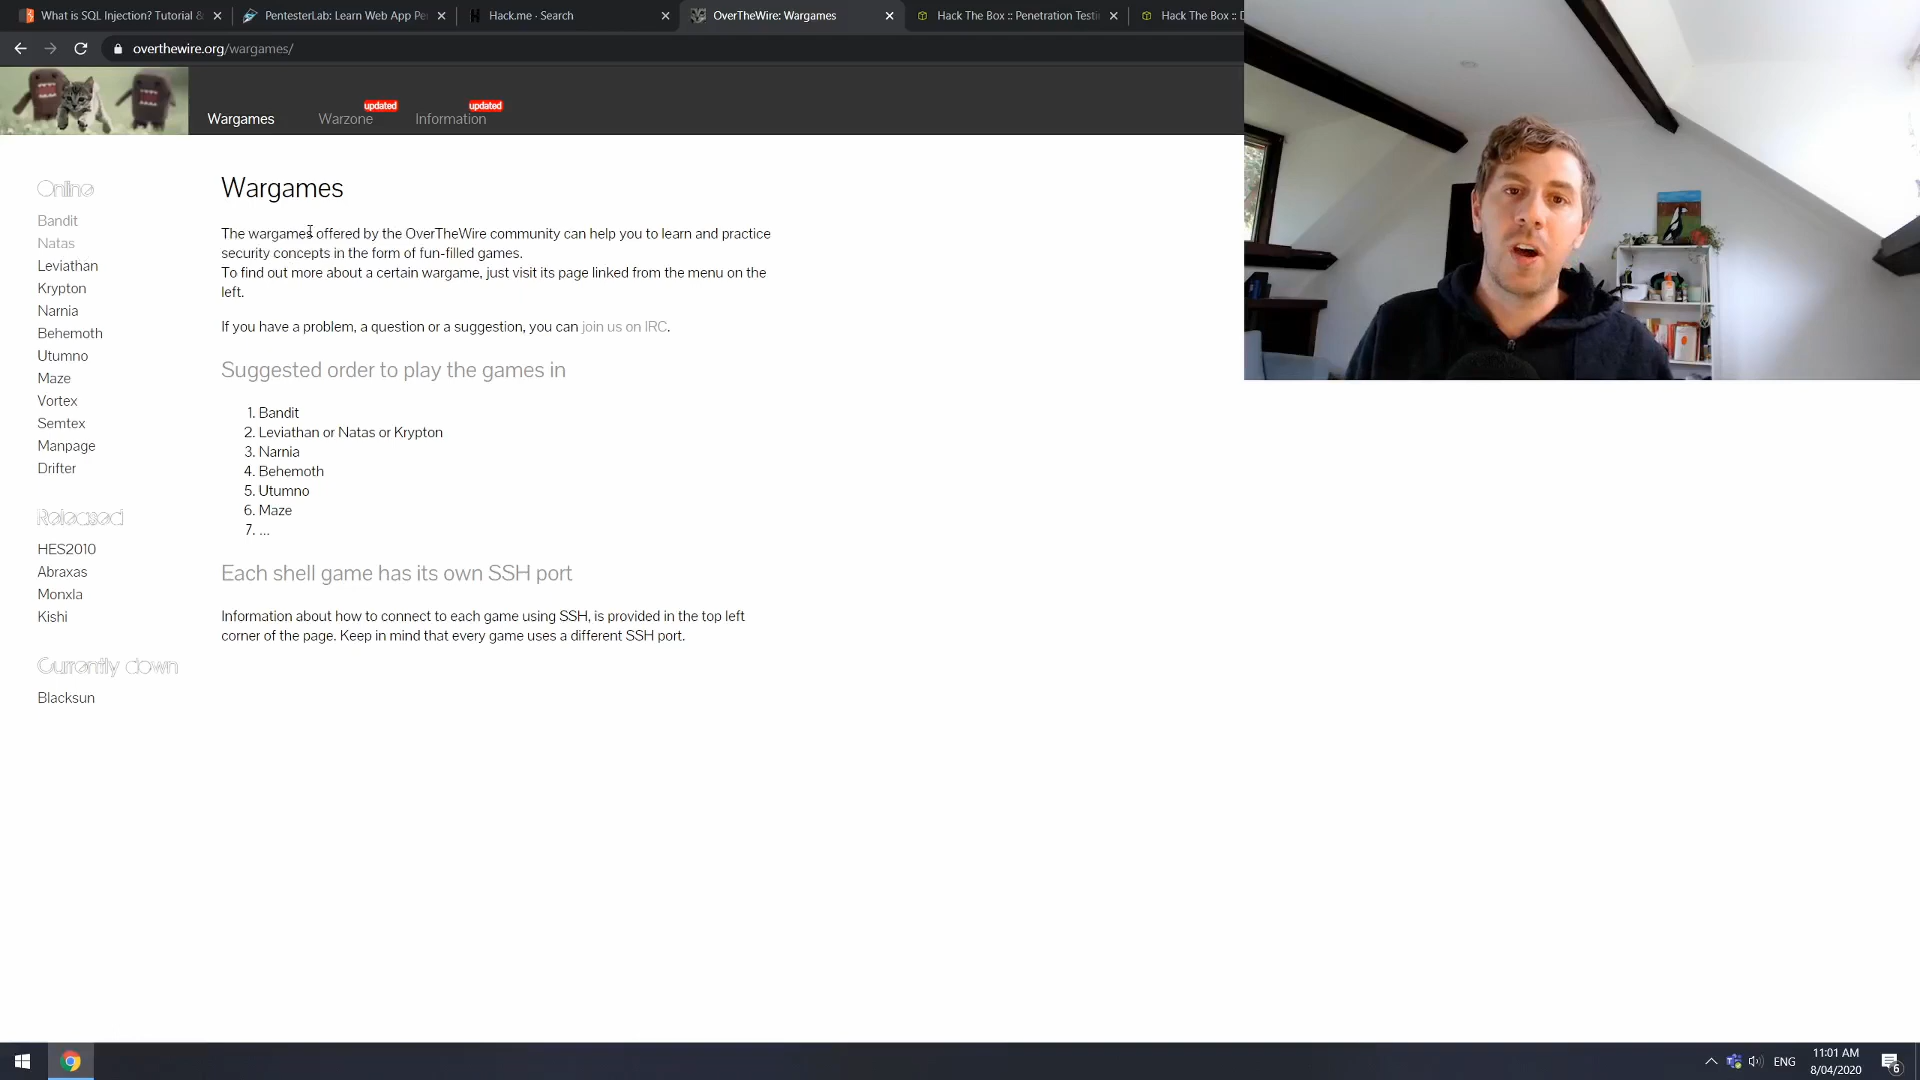 What is SQL Injection? Tutorial &
PentesterLab: Learn Web App Pe
Hack.me · Search
OverTheWire: Wargames
Hack The Box :: Penetration Testi
Hack The Box :: D
overthewire.org/wargames/
updated
updated
Wargames
Warzone
Information
Online
Bandit
Natas
Leviathan
Krypton
Narnia
Behemoth
Utumno
Maze
Vortex
Semtex
Manpage
Drifter
Released
HES2010
Abraxas
Monxla
Kishi
Currently down
Blacksun
Wargames
The wargames offered by the OverTheWire community can help you to learn and practice
security concepts in the form of fun-filled games.
To find out more about a certain wargame, just visit its page linked from the menu on the
left.
If you have a problem, a question or a suggestion, you can join us on IRC.
Suggested order to play the games in
1. Bandit
2. Leviathan or Natas or Krypton
3. Narnia
4. Behemoth
5. Utumno
6. Maze
7. ...
Each shell game has its own SSH port
Information about how to connect to each game using SSH, is provided in the top left
corner of the page. Keep in mind that every game uses a different SSH port.
ENG
11:01 AM
8/04/2020
6